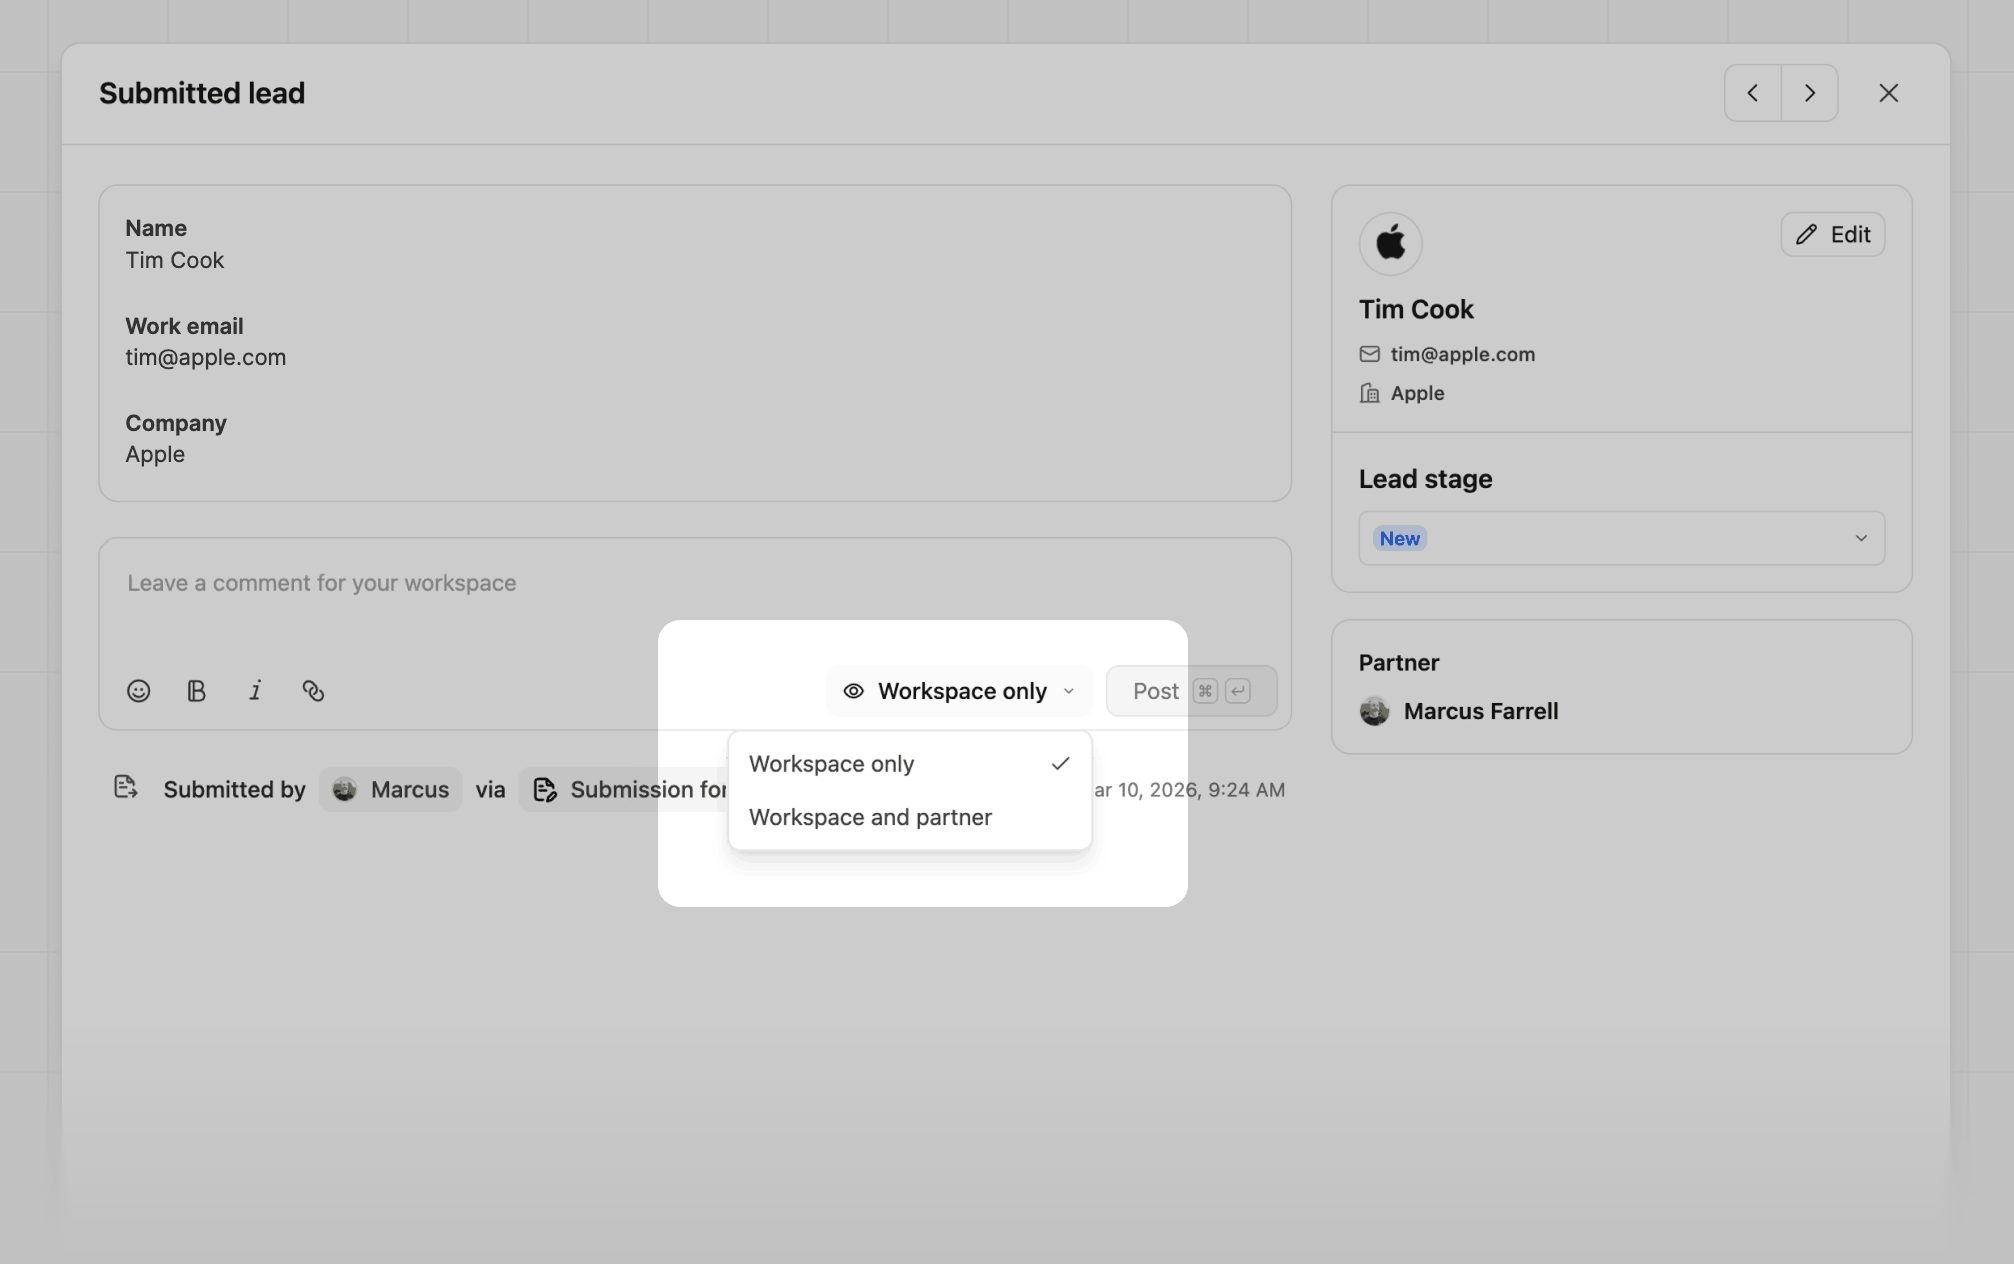 Submitted lead
Name
Tim Cook
Work email
tim@apple.com
Company
Apple
Leave a comment for your workspace
Workspace only
Post ⌘ ↵
Workspace only
Workspace and partner
Submitted by Marcus via Submission for
ar 10, 2026, 9:24 AM
Edit
Tim Cook
tim@apple.com
Apple
Lead stage
New
Partner
Marcus Farrell